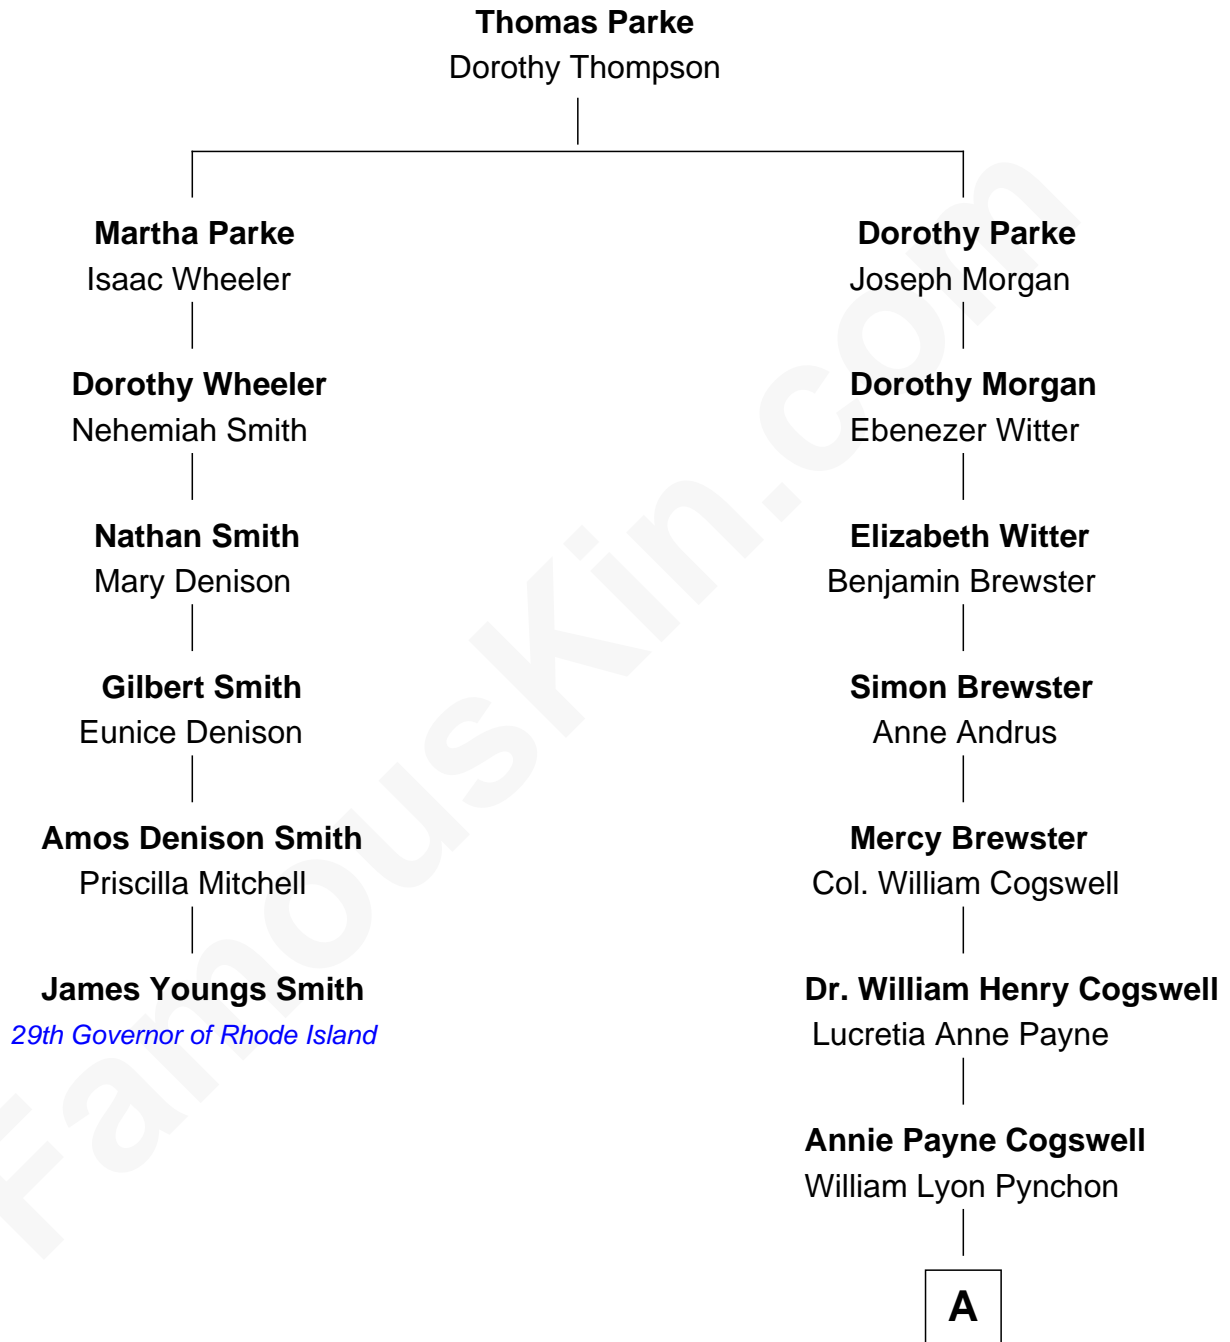 Thomas Parke
Dorothy Thompson
Martha Parke
Isaac Wheeler
Dorothy Wheeler
Nehemiah Smith
Nathan Smith
Mary Denison
Gilbert Smith
Eunice Denison
Amos Denison Smith
Priscilla Mitchell
James Youngs Smith
29th Governor of Rhode Island
Dorothy Parke
Joseph Morgan
Dorothy Morgan
Ebenezer Witter
Elizabeth Witter
Benjamin Brewster
Simon Brewster
Anne Andrus
Mercy Brewster
Col. William Cogswell
Dr. William Henry Cogswell
Lucretia Anne Payne
Annie Payne Cogswell
William Lyon Pynchon
A
FamousKin.com